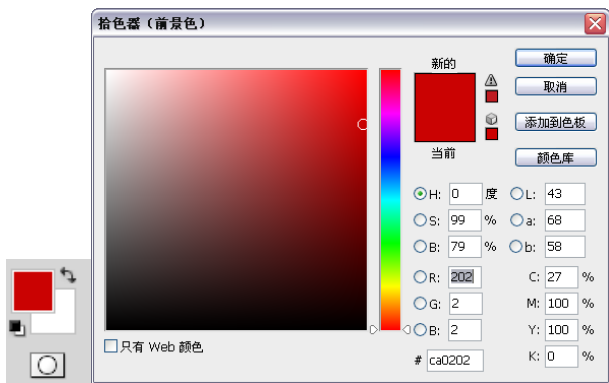 拾色器（前景色）
新的
当前
确定
取消
添加到色板
颜色库
H: 0 度
S: 99 %
B: 79 %
R: 202
G: 2
B: 2
# ca0202
L: 43
a: 68
b: 58
C: 27 %
M: 100 %
Y: 100 %
K: 0 %
只有 Web 颜色